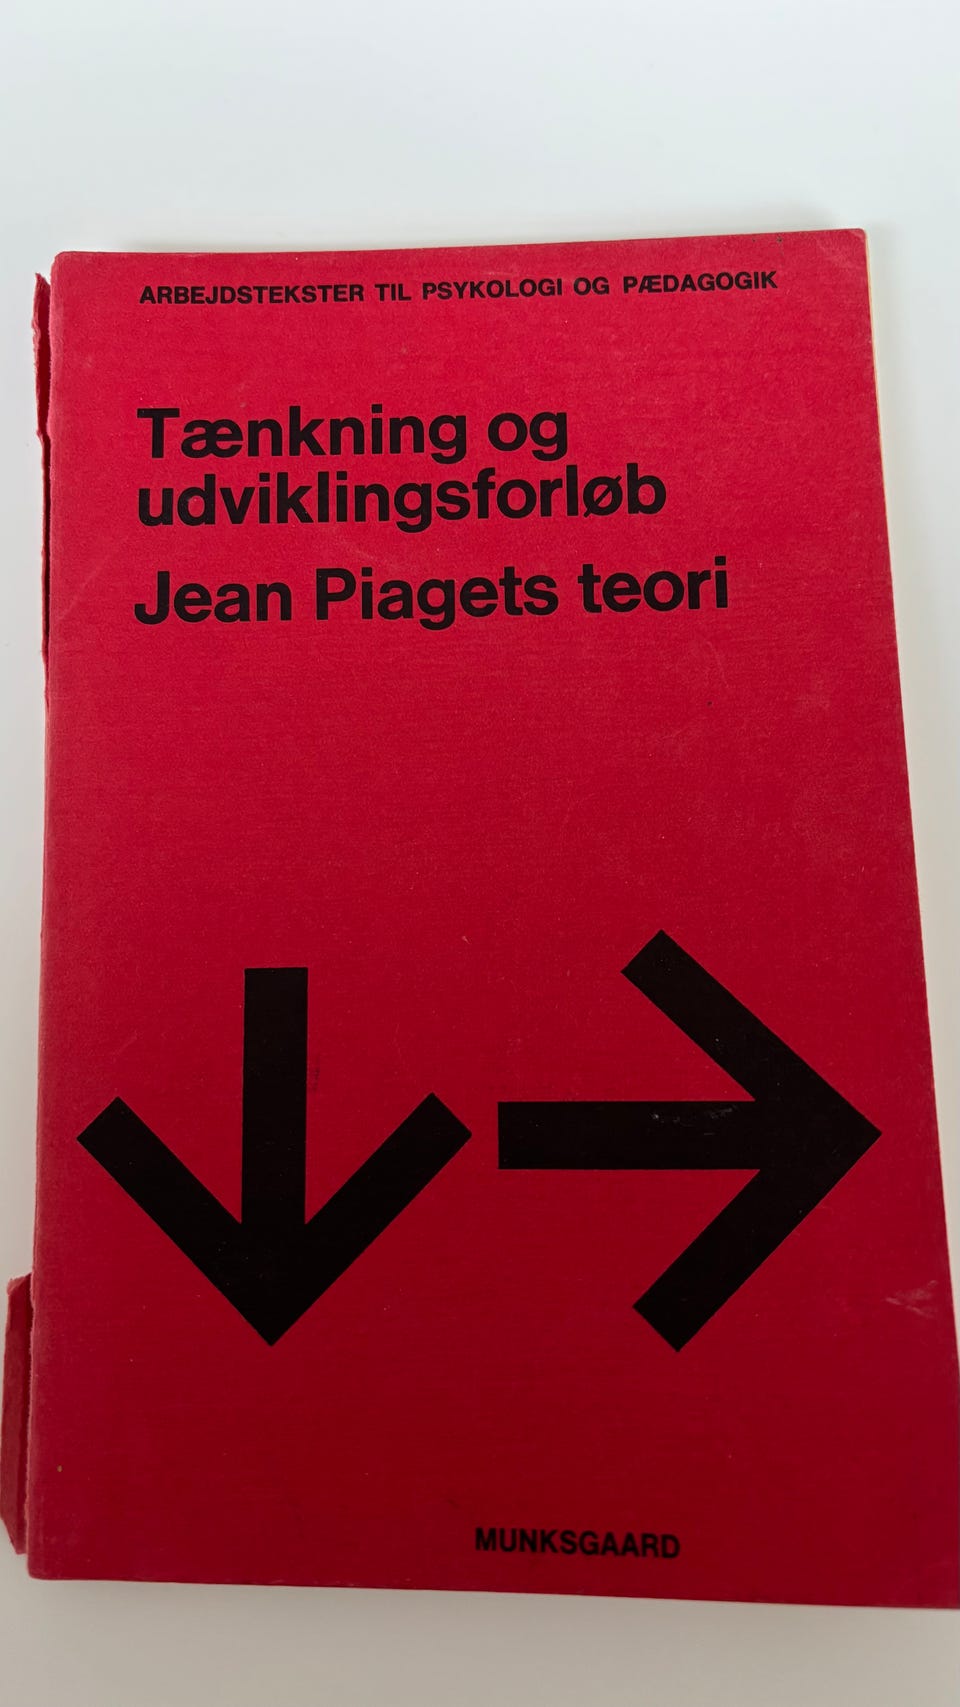 ARBEJDSTEKSTER TIL PSYKOLOGI OG PÆDAGOGIK
Tænkning og
udviklingsforløb
Jean Piagets teori
MUNKSGAARD